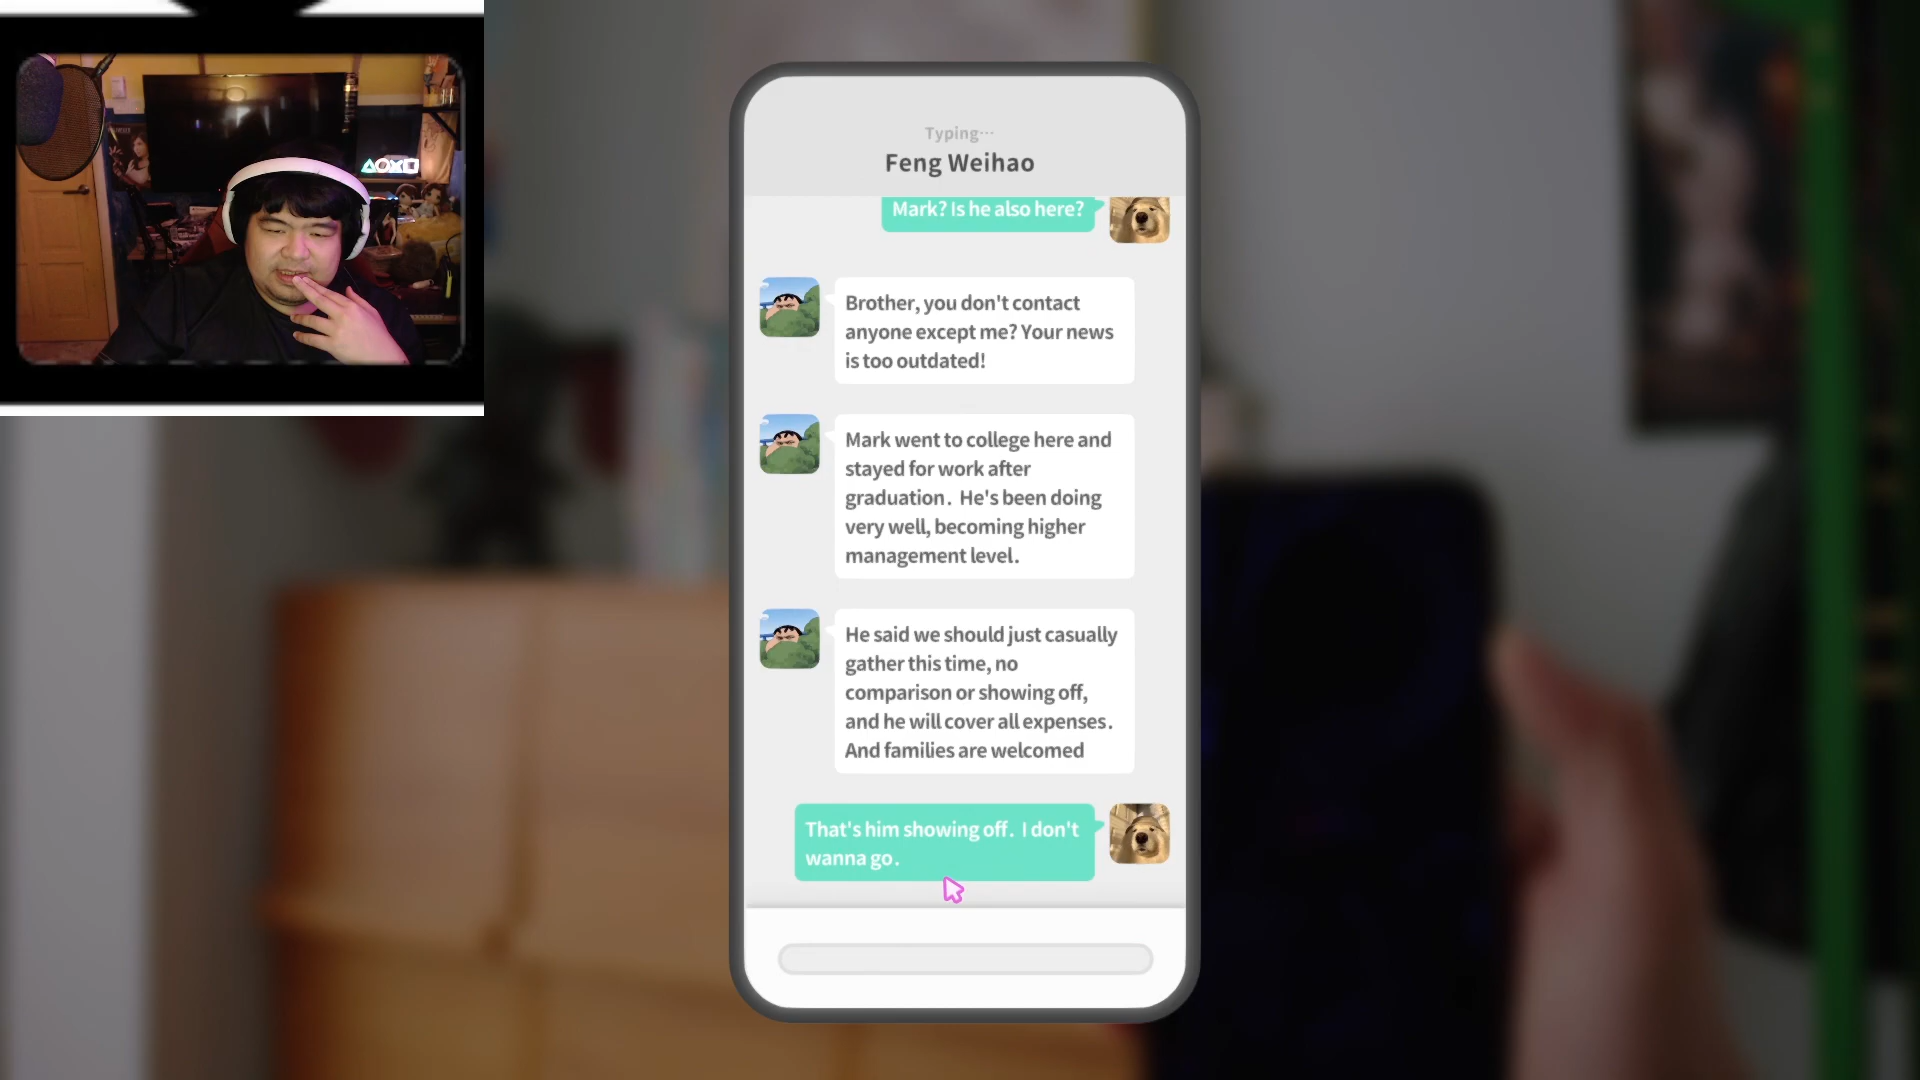 Typing...
Feng Weihao
Mark? Is he also here?
Brother, you don't contact
anyone except me? Your news
is too outdated!
Mark went to college here and
stayed for work after
graduation. He's been doing
very well, becoming higher
management level.
He said we should just casually
gather this time, no
comparison or showing off,
and he will cover all expenses.
And families are welcomed
That's him showing off. I don't
wanna go.